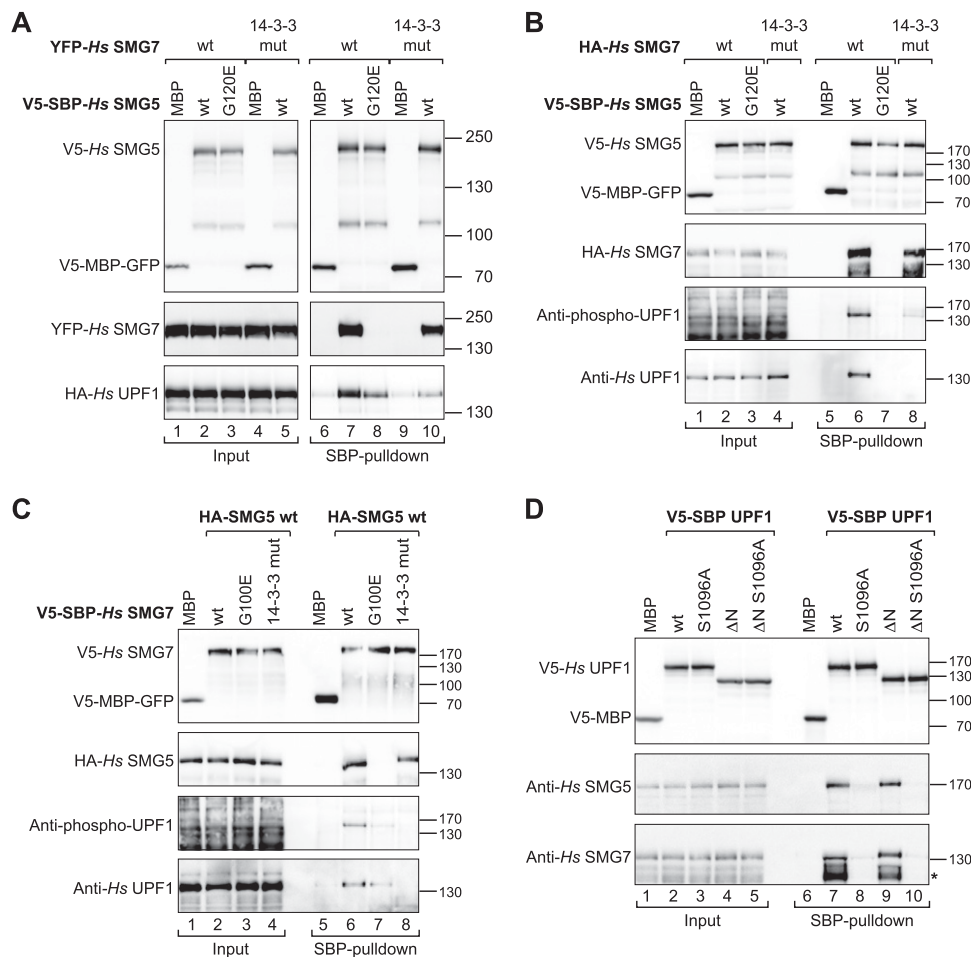 A
14-3-3
YFP-Hs SMG7 wt mut wt mut
14-3-3
V5-SBP-Hs SMG5 MBP wt G120E MBP wt MBP wt G120E MBP wt
V5-Hs SMG5
V5-MBP-GFP
250
130
100
70
YFP-Hs SMG7
250
130
HA-Hs UPF1
130
1 2 3 4 5 6 7 8 9 10
Input SBP-pulldown
B
14-3-3 14-3-3
HA-Hs SMG7 wt mut wt mut
V5-SBP-Hs SMG5 MBP wt G120E wt MBP wt G120E wt
V5-Hs SMG5
V5-MBP-GFP
170
130
100
70
HA-Hs SMG7
170
130
Anti-phospho-UPF1
170
130
Anti-Hs UPF1
130
1 2 3 4 5 6 7 8
Input SBP-pulldown
C
HA-SMG5 wt HA-SMG5 wt
V5-SBP-Hs SMG7 MBP wt G100E 14-3-3 mut MBP wt G100E 14-3-3 mut
V5-Hs SMG7
V5-MBP-GFP
170
130
100
70
HA-Hs SMG5
130
Anti-phospho-UPF1
170
130
Anti-Hs UPF1
130
1 2 3 4 5 6 7 8
Input SBP-pulldown
D
V5-SBP UPF1 V5-SBP UPF1
MBP wt S1096A ΔN ΔN S1096A MBP wt S1096A ΔN ΔN S1096A
V5-Hs UPF1
V5-MBP
170
130
100
70
Anti-Hs SMG5
170
Anti-Hs SMG7
130
*
1 2 3 4 5 6 7 8 9 10
Input SBP-pulldown